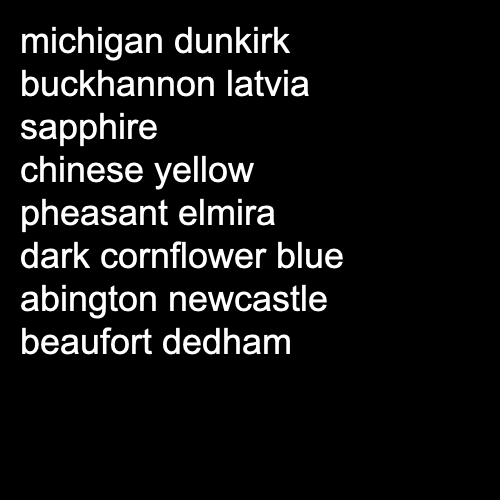 michigan dunkirk
buckhannon latvia
sapphire
chinese yellow
pheasant elmira
dark cornflower blue
abington newcastle
beaufort dedham